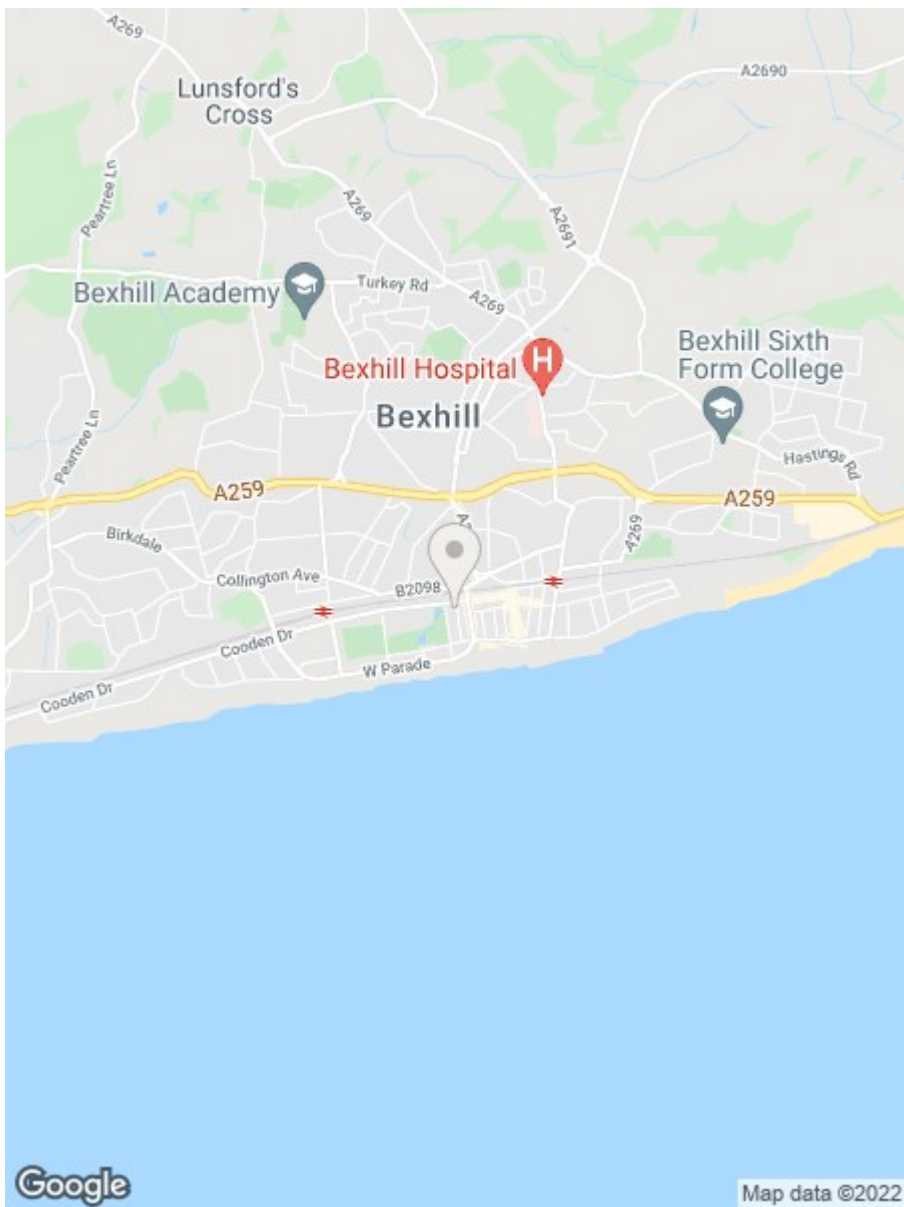 A269
A2690
Lunsford's
Cross
Peartree Ln
A269
A2691
Turkey Rd
Bexhill Academy
A269
Bexhill Sixth
Form College
Bexhill Hospital
H
Bexhill
Peartree Ln
Hastings Rd
A259
A259
Birkdale
A269
Collington Ave
B2098
Cooden Dr
W Parade
Cooden Dr
Google
Map data ©2022